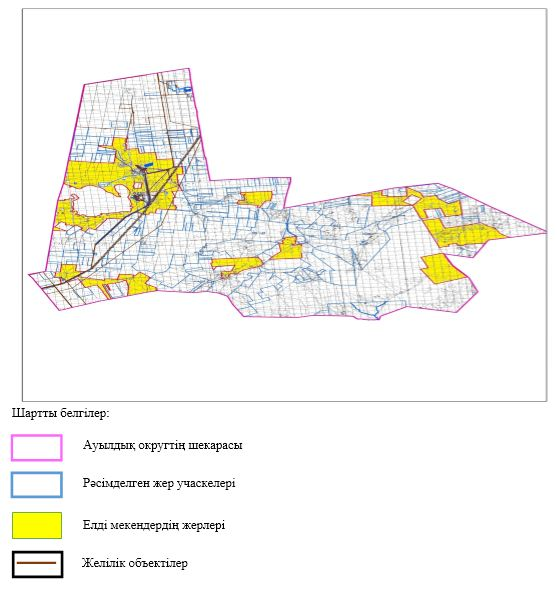 Шартты белгілер:
Ауылдық округтің шекарасы
Рәсімделген жер учаскелері
Елді мекендердің жерлері
Желілік объектілер